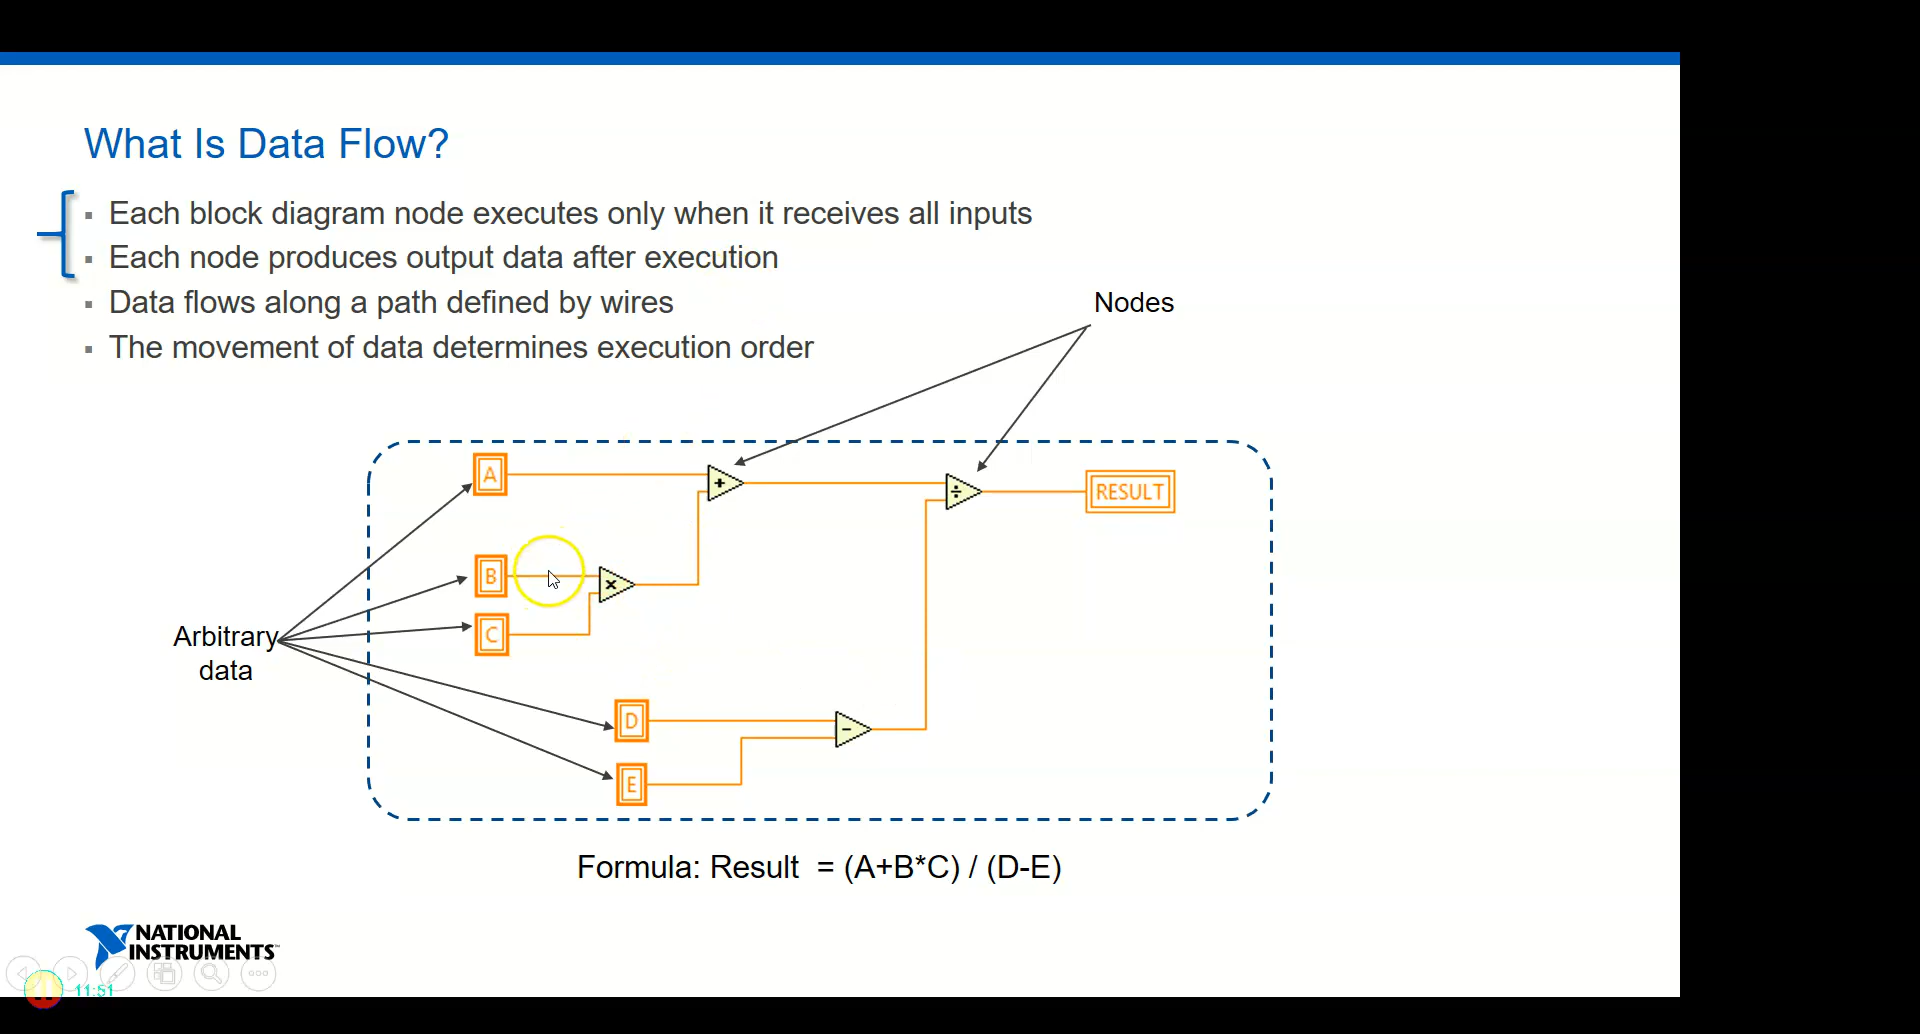 What Is Data Flow?
▪ Each block diagram node executes only when it receives all inputs
▪ Each node produces output data after execution
▪ Data flows along a path defined by wires
▪ The movement of data determines execution order
Nodes
A
+
÷
RESULT
B
x
C
Arbitrary
data
D
-
E
Formula: Result = (A+B*C) / (D-E)
NATIONAL
INSTRUMENTS™
11:51